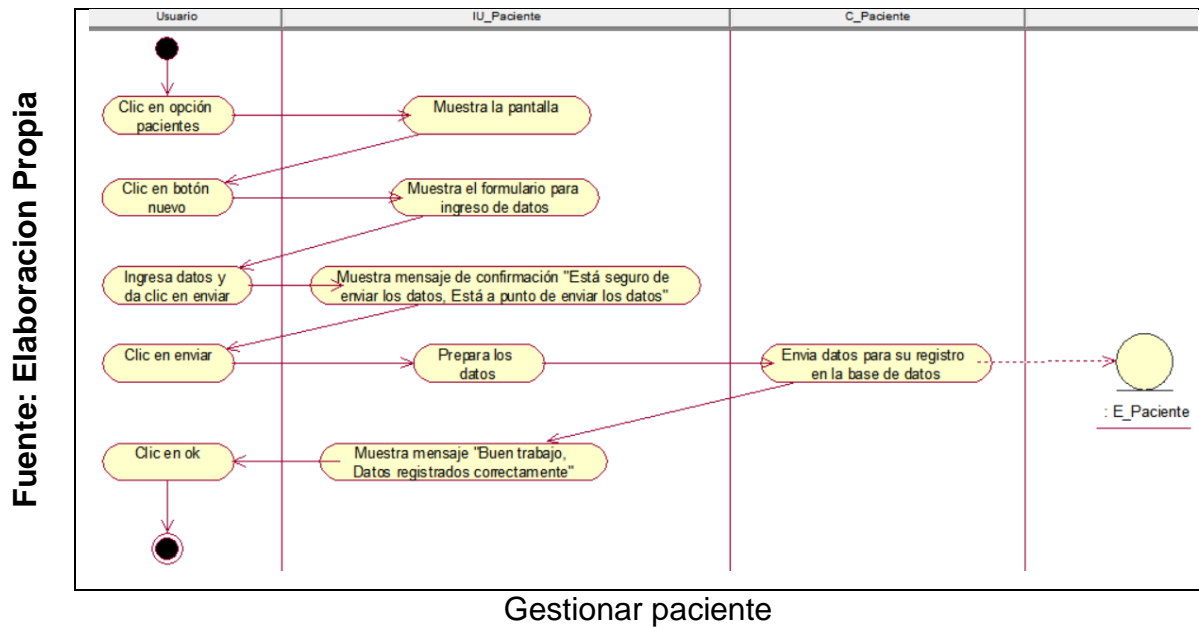 Usuario
IU_Paciente
C_Paciente
Clic en opción
pacientes
Muestra la pantalla
Clic en botón
nuevo
Muestra el formulario para
ingreso de datos
Ingresa datos y
da clic en enviar
Muestra mensaje de confirmación "Está seguro de
enviar los datos, Está a punto de enviar los datos"
Clic en enviar
Prepara los
datos
Envia datos para su registro
en la base de datos
: E_Paciente
Clic en ok
Muestra mensaje "Buen trabajo,
Datos registrados correctamente"
Fuente: Elaboracion Propia
Gestionar paciente